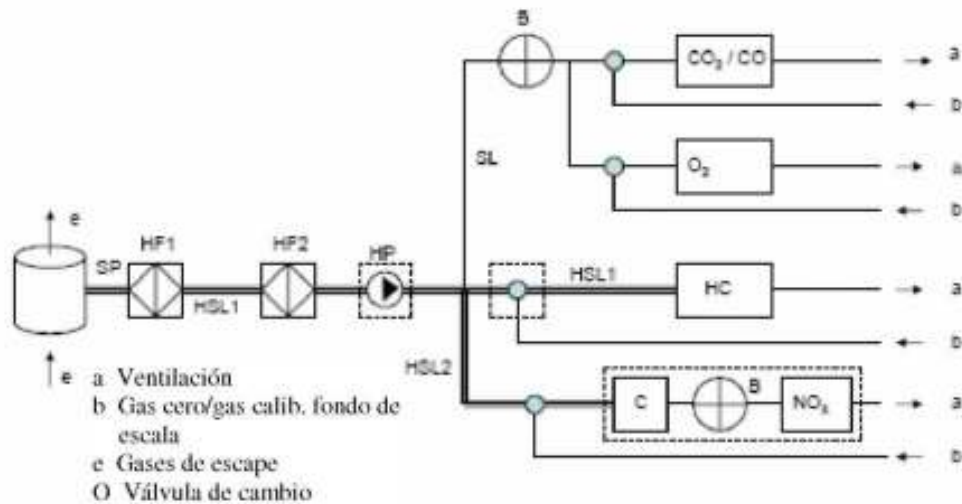 B
CO₂ / CO
a
b
SL
O₂
a
b
e
HF1
HF2
HP
SP
HSL1
HSL1
HC
a
b
HSL2
e
a Ventilación
b Gas cero/gas calib. fondo de
escala
e Gases de escape
O Válvula de cambio
C
B
NOₓ
a
b